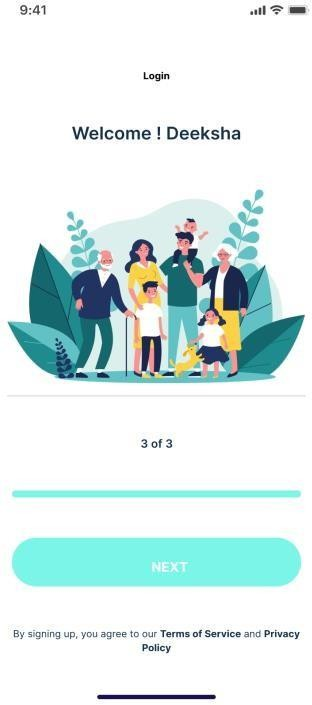 9:41
Login
Welcome ! Deeksha
3 of 3
NEXT
By signing up, you agree to our Terms of Service and Privacy
Policy